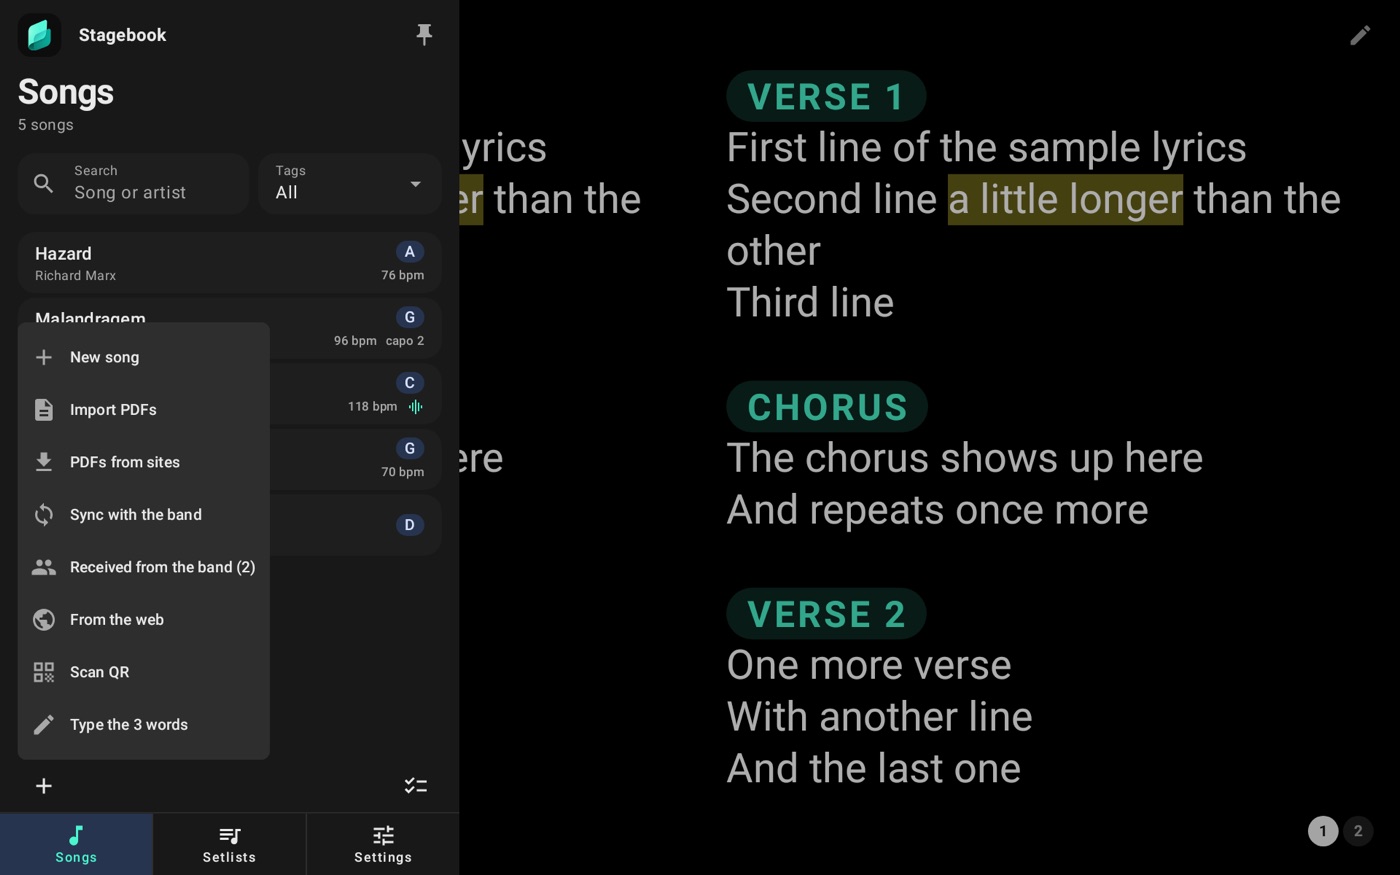 Stagebook
Songs
5 songs
Search
Song or artist
Tags
All
Hazard
Richard Marx
A
76 bpm
Malandragem
G
96 bpm capo 2
C
118 bpm
G
70 bpm
D
New song
Import PDFs
PDFs from sites
Sync with the band
Received from the band (2)
From the web
Scan QR
Type the 3 words
Songs
Setlists
Settings
yrics
er than the
ere
VERSE 1
First line of the sample lyrics
Second line a little longer than the
other
Third line
CHORUS
The chorus shows up here
And repeats once more
VERSE 2
One more verse
With another line
And the last one
1 2